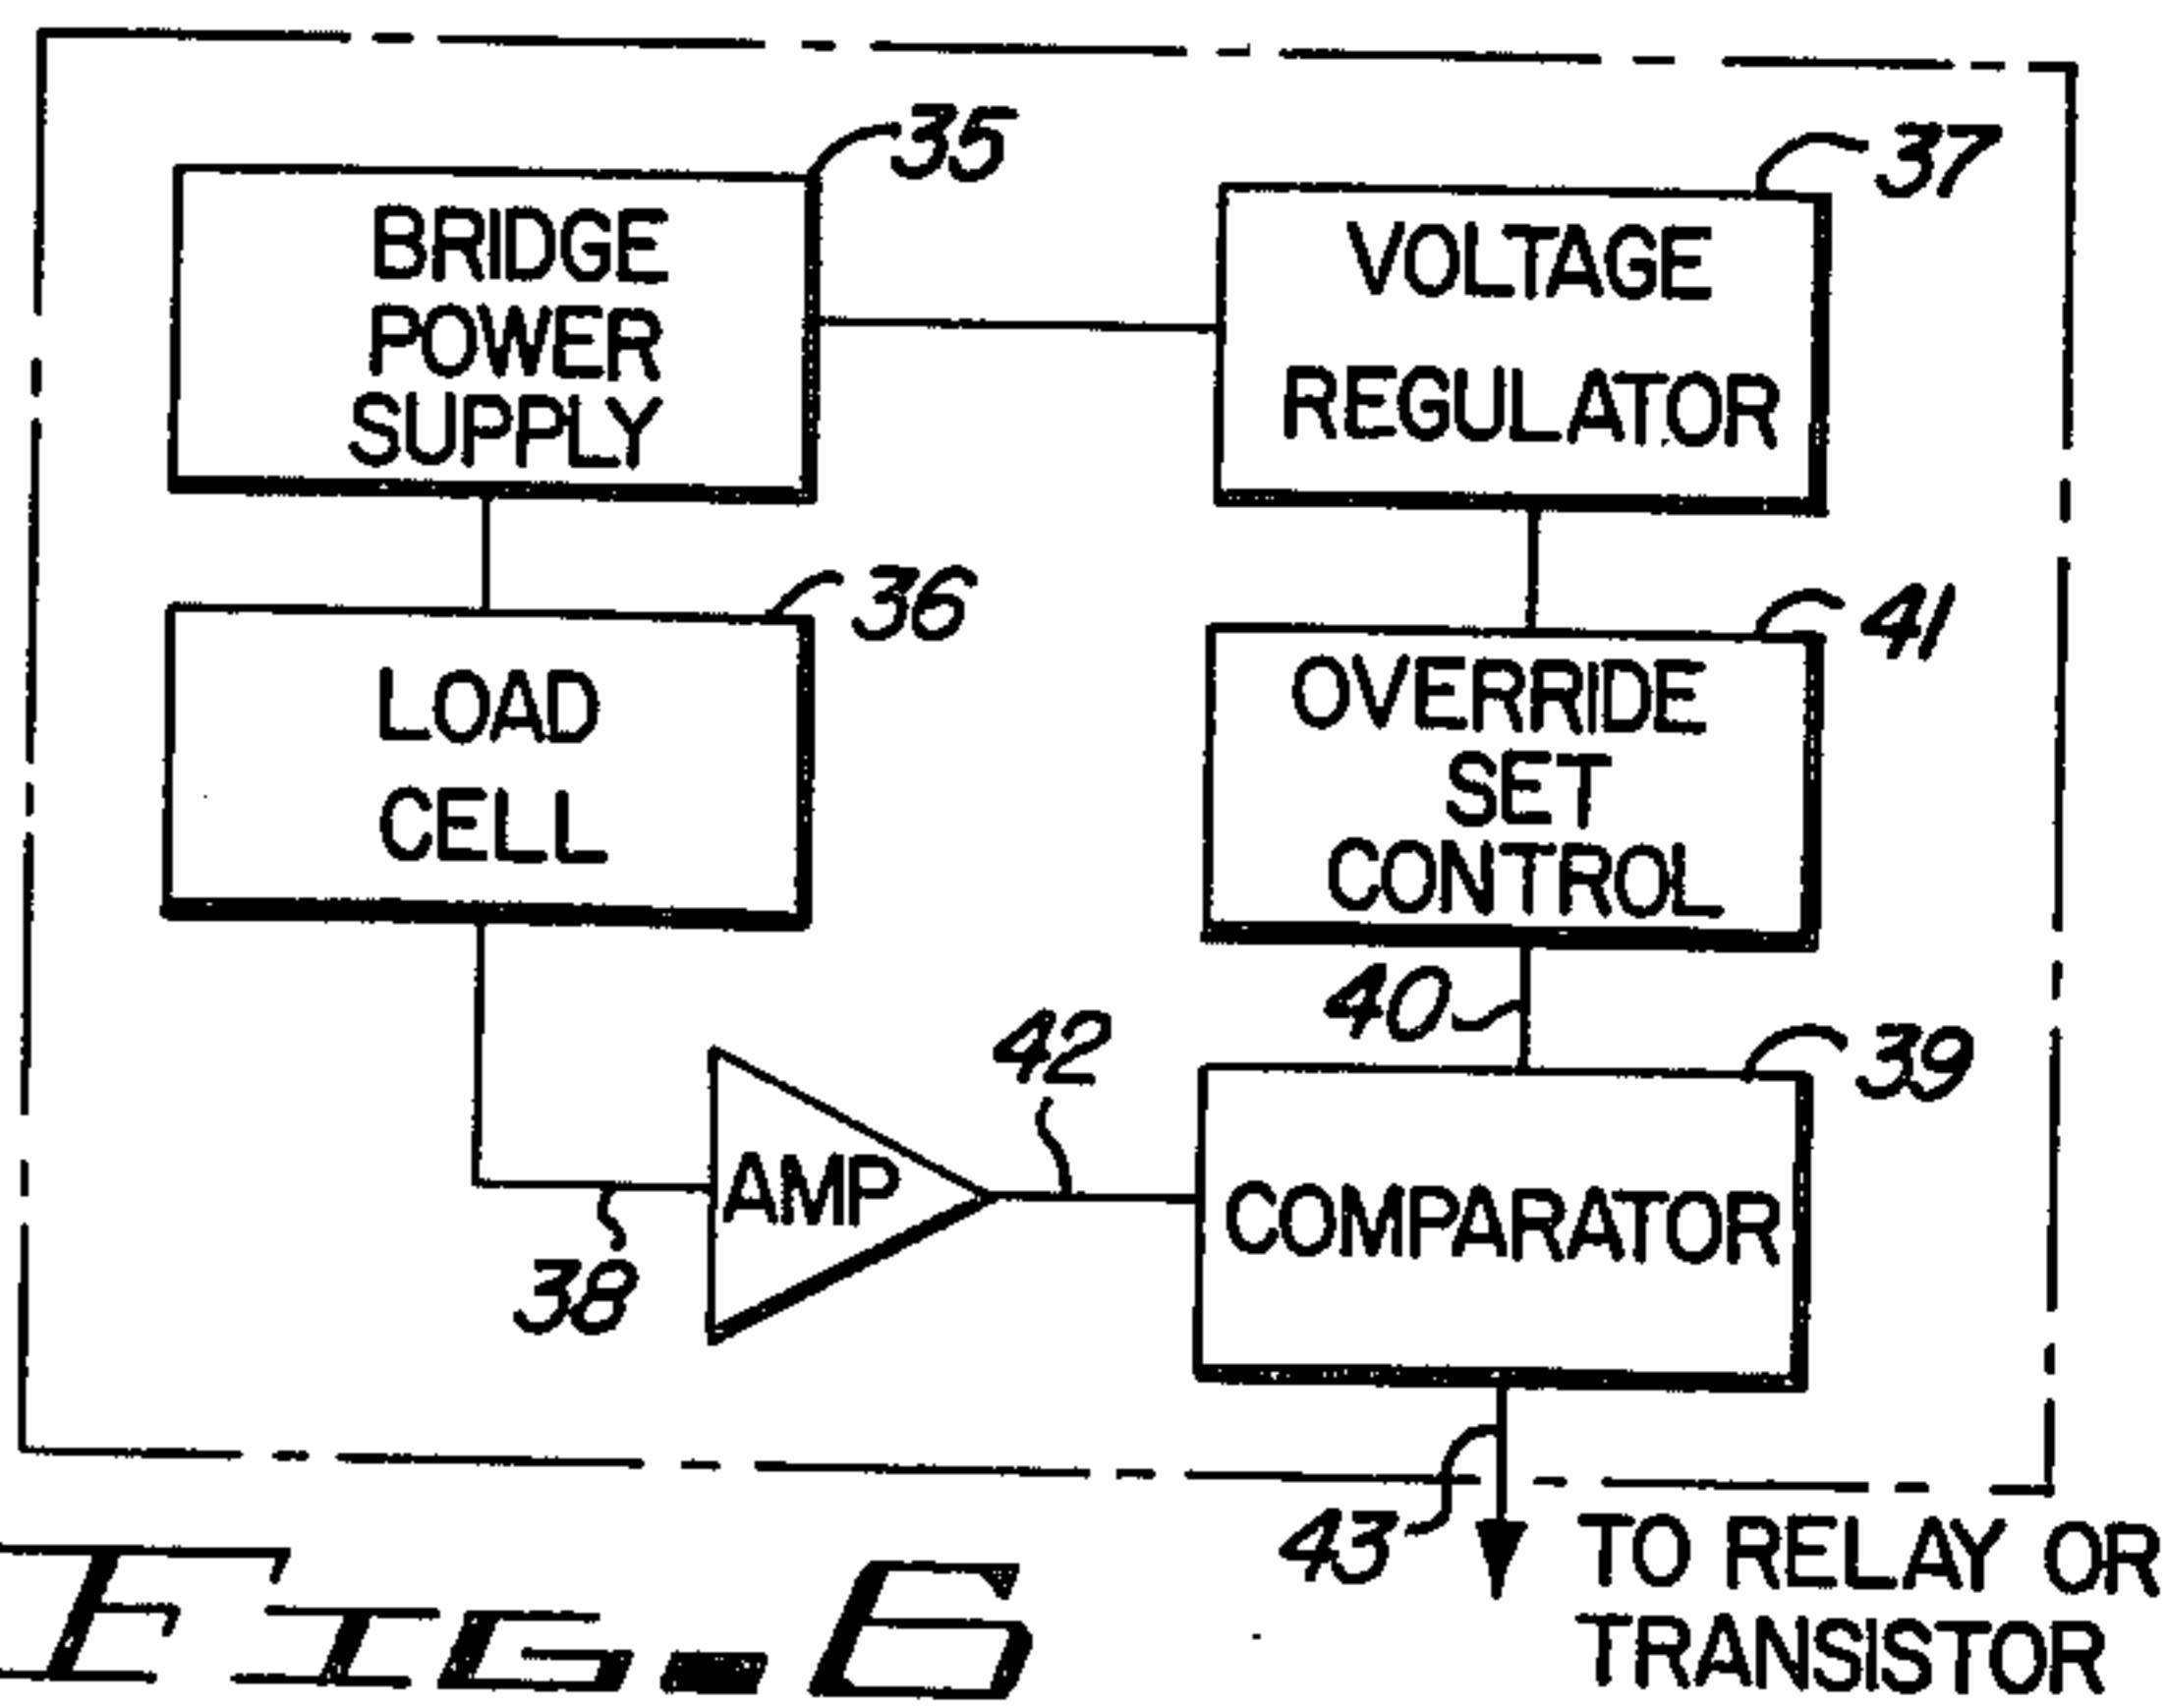 35
BRIDGE
POWER
SUPPLY
37
VOLTAGE
REGULATOR
36
LOAD
CELL
41
OVERRIDE
SET
CONTROL
40
42
39
AMP
COMPARATOR
38
43
TO RELAY OR
TRANSISTOR
FIG. 6